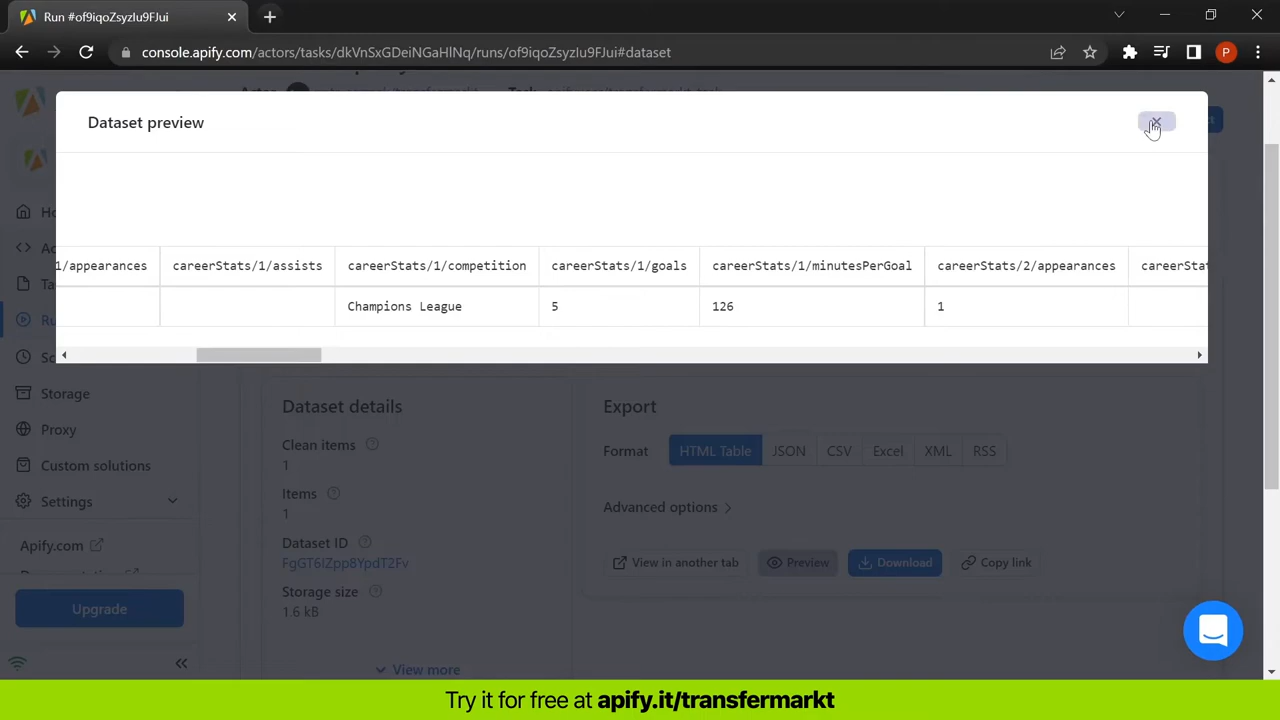 Run #of9iqoZsyzIu9FJui
console.apify.com/actors/tasks/dkVnSxGDeiNGaHlNq/runs/of9iqoZsyzIu9FJui#dataset
P
Dataset preview
1/appearances careerStats/1/assists careerStats/1/competition careerStats/1/goals careerStats/1/minutesPerGoal careerStats/2/appearances careerStat
Champions League 5 126 1
Storage
Proxy
Custom solutions
Settings
Apify.com
Upgrade
Dataset details
Clean items
1
Items
1
Dataset ID
FgGT6IZppBYpdT2Fv
Storage size
1.6 kB
View more
Export
Format HTML Table JSON CSV Excel XML RSS
Advanced options
View in another tab Preview Download Copy link
Try it for free at apify.it/transfermarkt